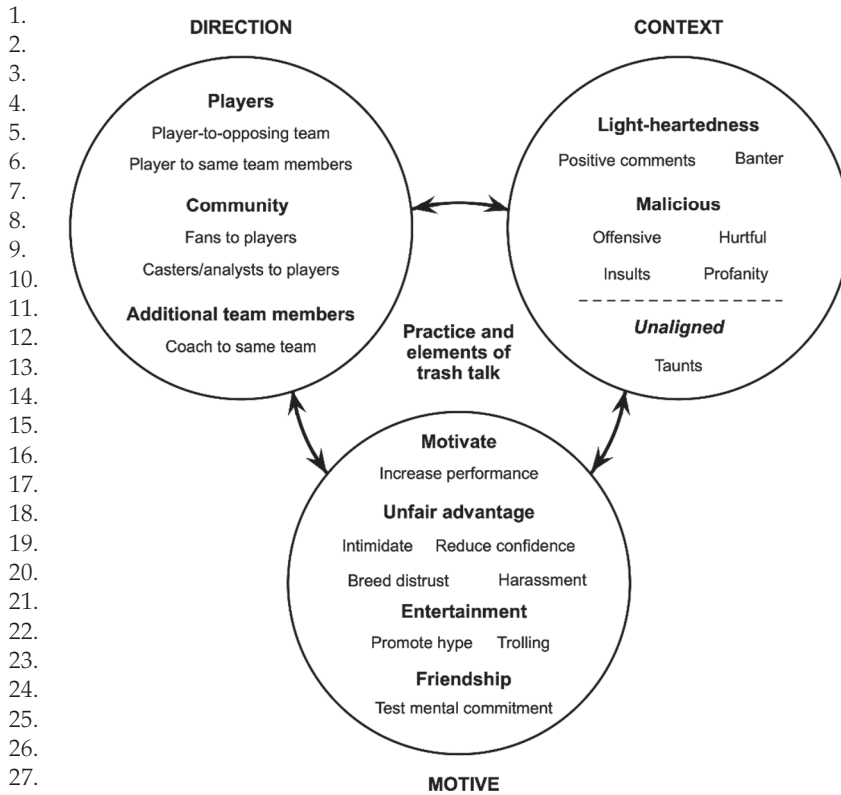 1.
2.
3.
4.
5.
6.
7.
8.
9.
10.
11.
12.
13.
14.
15.
16.
17.
18.
19.
20.
21.
22.
23.
24.
25.
26.
27.
DIRECTION
Players
Player-to-opposing team
Player to same team members
Community
Fans to players
Casters/analysts to players
Additional team members
Coach to same team
CONTEXT
Light-heartedness
Positive comments Banter
Malicious
Offensive Hurtful
Insults Profanity
Unaligned
Taunts
Practice and
elements of
trash talk
Motivate
Increase performance
Unfair advantage
Intimidate Reduce confidence
Breed distrust Harassment
Entertainment
Promote hype Trolling
Friendship
Test mental commitment
MOTIVE